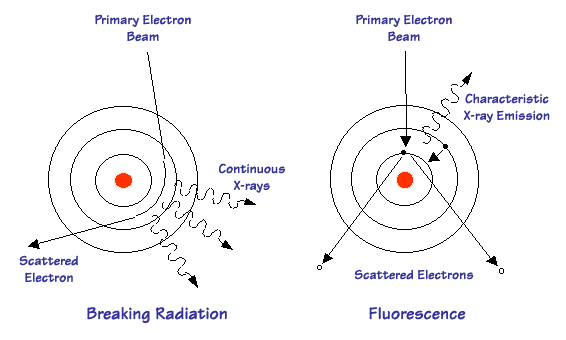 Primary Electron
Beam
Continuous
X-rays
Scattered
Electron
Breaking Radiation
Primary Electron
Beam
Characteristic
X-ray Emission
Scattered Electrons
Fluorescence